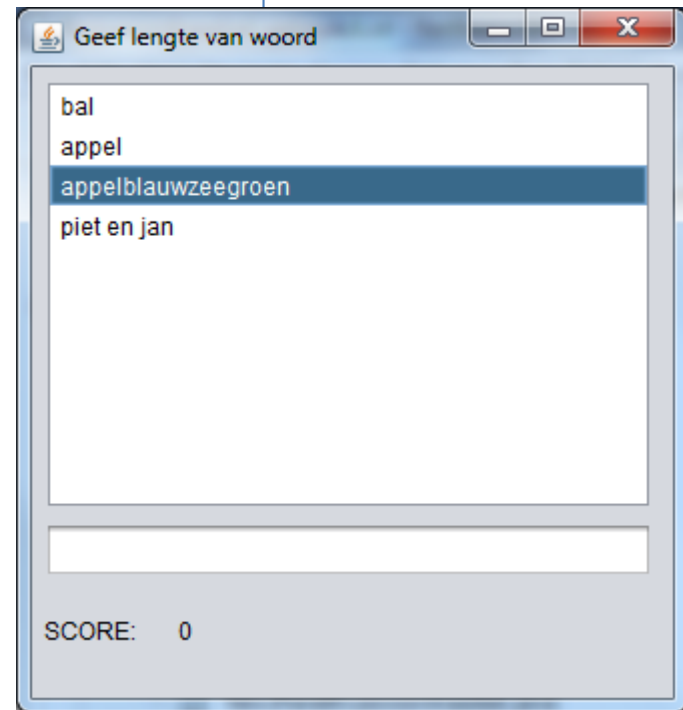 Geef lengte van woord
bal
appel
appelblauwzeegroen
piet en jan
SCORE: 0